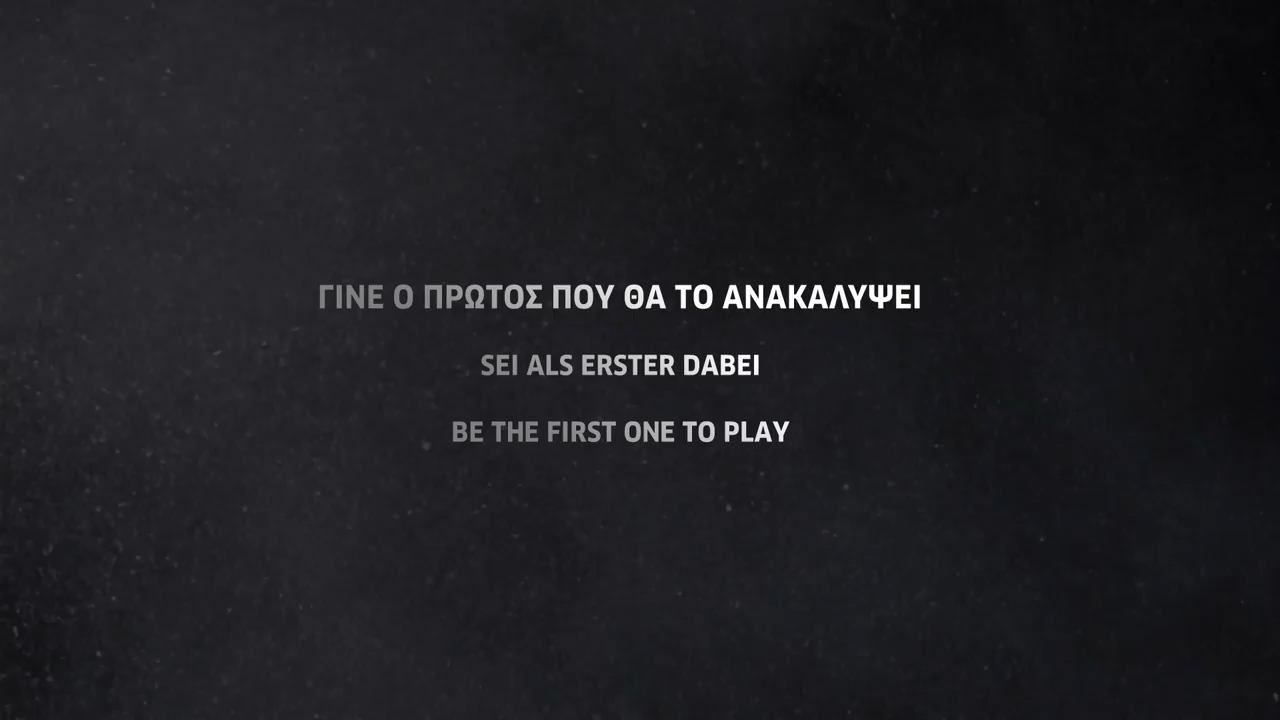 ΓΙΝΕ Ο ΠΡΩΤΟΣ ΠΟΥ ΘΑ ΤΟ ΑΝΑΚΑΛΥΨΕΙ
SEI ALS ERSTER DABEI
BE THE FIRST ONE TO PLAY